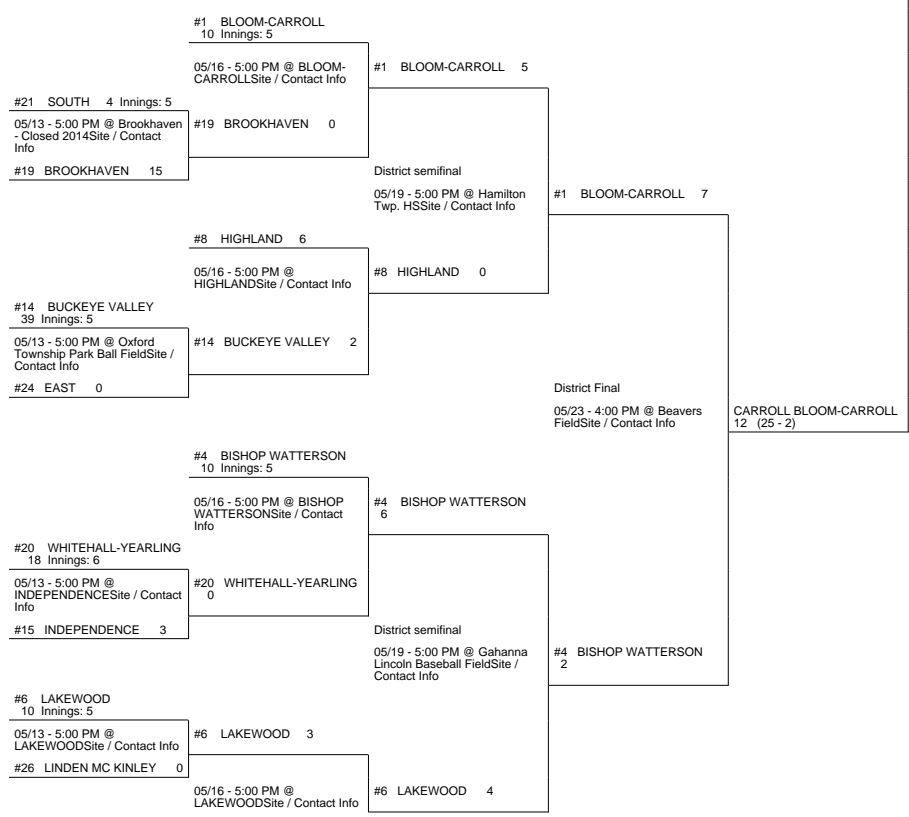 #1 BLOOM-CARROLL
10 Innings: 5
05/16 - 5:00 PM @ BLOOM-
CARROLLSite / Contact Info
#1 BLOOM-CARROLL 5
#21 SOUTH 4 Innings: 5
05/13 - 5:00 PM @ Brookhaven
- Closed 2014Site / Contact
Info
#19 BROOKHAVEN 0
#19 BROOKHAVEN 15
District semifinal
05/19 - 5:00 PM @ Hamilton
Twp. HSSite / Contact Info
#1 BLOOM-CARROLL 7
#8 HIGHLAND 6
05/16 - 5:00 PM @
HIGHLANDSite / Contact Info
#8 HIGHLAND 0
#14 BUCKEYE VALLEY
39 Innings: 5
05/13 - 5:00 PM @ Oxford
Township Park Ball FieldSite /
Contact Info
#14 BUCKEYE VALLEY 2
#24 EAST 0
District Final
05/23 - 4:00 PM @ Beavers
FieldSite / Contact Info
CARROLL BLOOM-CARROLL
12 (25 - 2)
#4 BISHOP WATTERSON
10 Innings: 5
05/16 - 5:00 PM @ BISHOP
WATTERSONSite / Contact
Info
#4 BISHOP WATTERSON
6
#20 WHITEHALL-YEARLING
18 Innings: 6
05/13 - 5:00 PM @
INDEPENDENCESite / Contact
Info
#20 WHITEHALL-YEARLING
0
#15 INDEPENDENCE 3
District semifinal
05/19 - 5:00 PM @ Gahanna
Lincoln Baseball FieldSite /
Contact Info
#4 BISHOP WATTERSON
2
#6 LAKEWOOD
10 Innings: 5
05/13 - 5:00 PM @
LAKEWOODSite / Contact Info
#6 LAKEWOOD 3
#26 LINDEN MC KINLEY 0
05/16 - 5:00 PM @
LAKEWOODSite / Contact Info
#6 LAKEWOOD 4